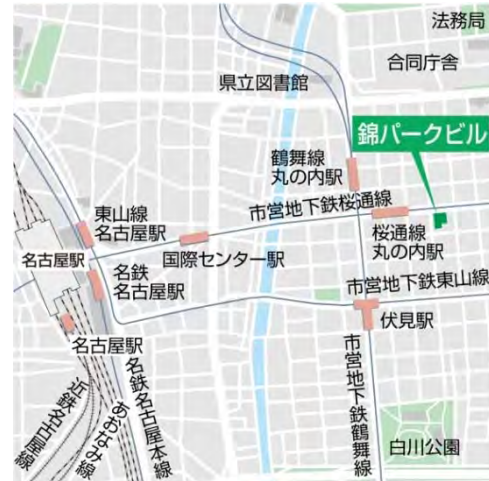 法務局
合同庁舎
県立図書館
錦パークビル
鶴舞線
丸の内駅
市営地下鉄桜通線
東山線
名古屋駅
桜通線
丸の内駅
国際センター駅
名古屋駅
名鉄
名古屋駅
市営地下鉄東山線
伏見駅
名古屋駅
市営地下鉄鶴舞線
名鉄名古屋本線
あおなみ線
近鉄名古屋線
白川公園